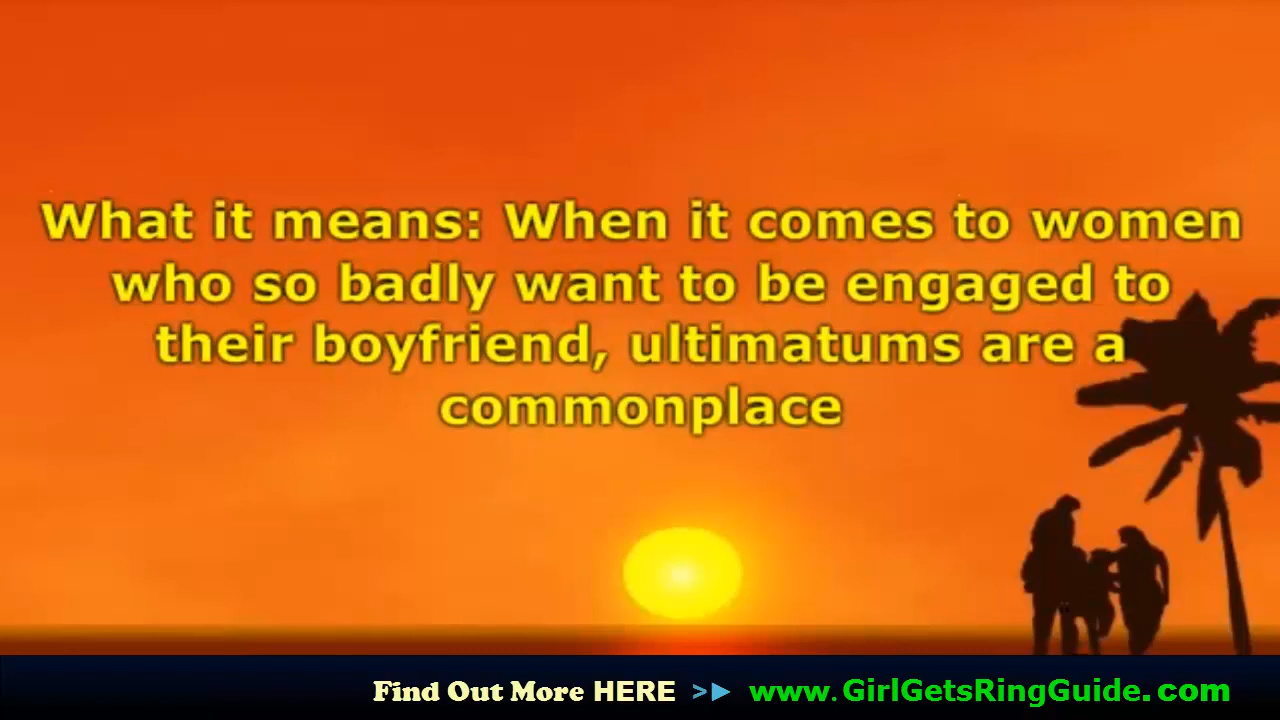 What it means: When it comes to women
who so badly want to be engaged to
their boyfriend, ultimatums are a
commonplace
Find Out More HERE >► www.GirlGetsRingGuide.com